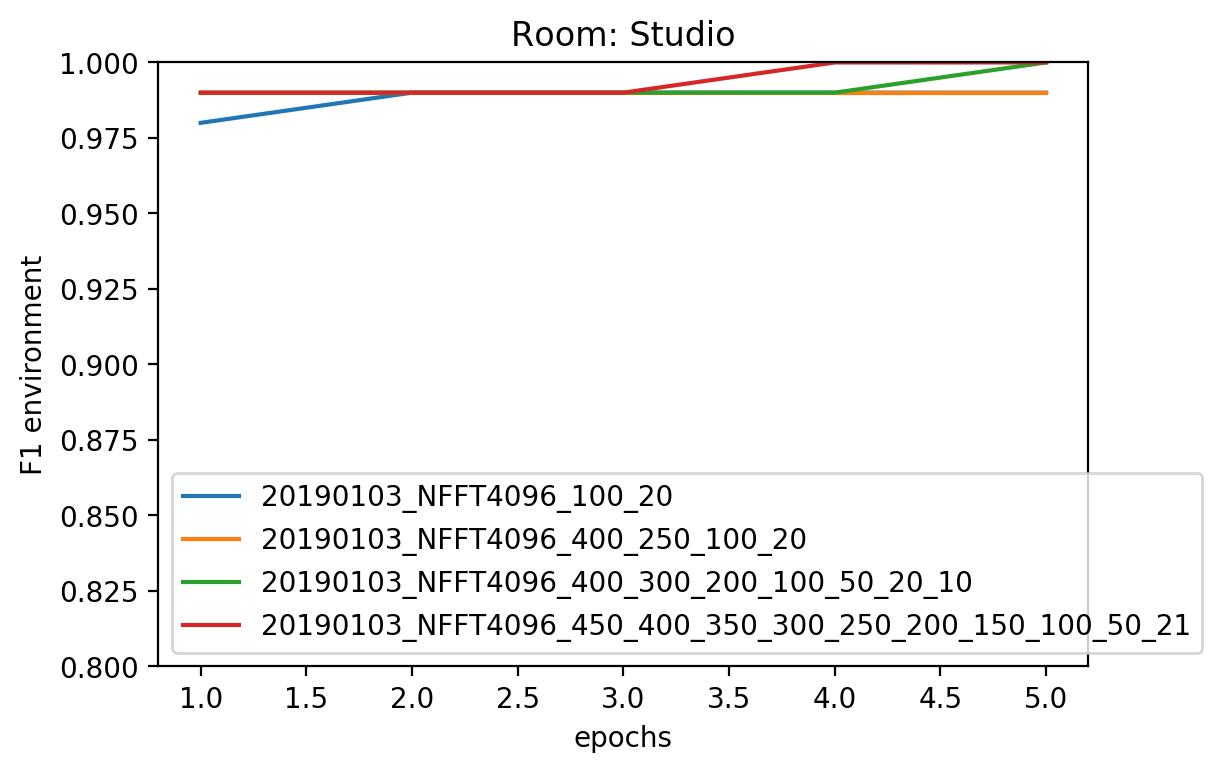 Room: Studio
1.000
0.975
0.950
0.925
0.900
0.875
0.850
0.825
0.800
F1 environment
20190103_NFFT4096_100_20
20190103_NFFT4096_400_250_100_20
20190103_NFFT4096_400_300_200_100_50_20_10
20190103_NFFT4096_450_400_350_300_250_200_150_100_50_21
1.0 1.5 2.0 2.5 3.0 3.5 4.0 4.5 5.0
epochs